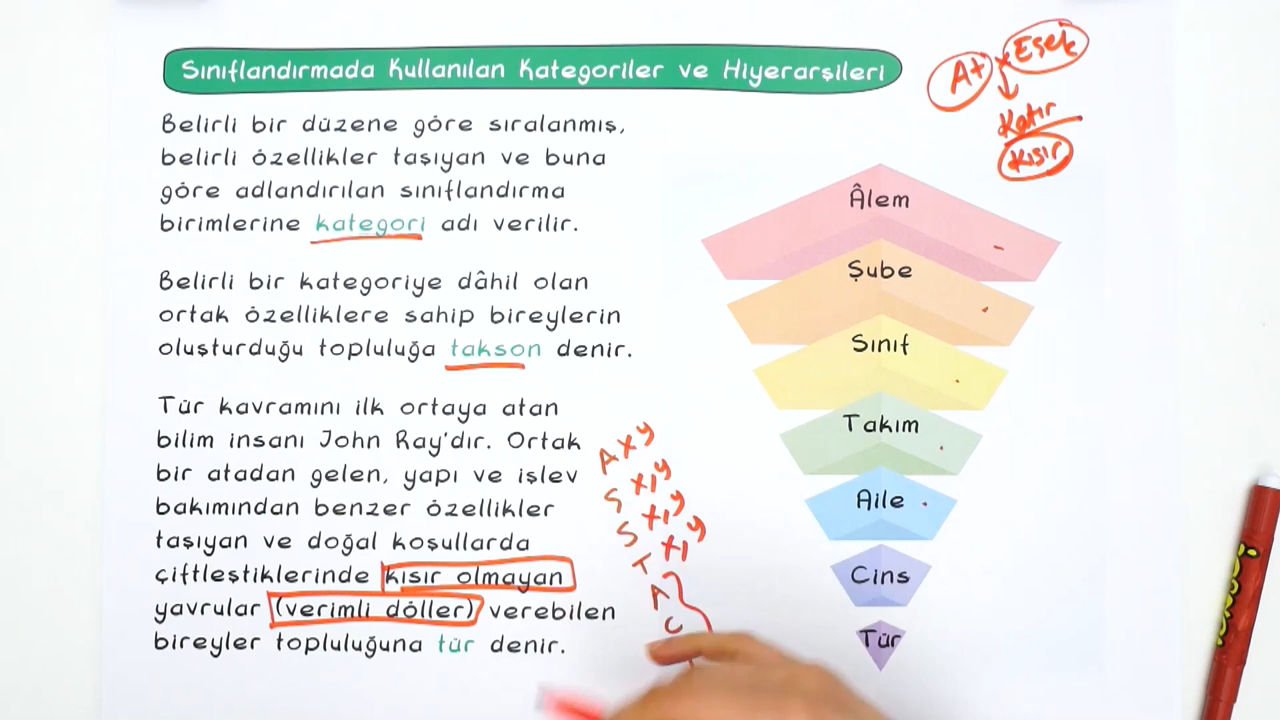 Sınıflandırmada Kullanılan Kategoriler ve Hiyerarşileri
Belirli bir düzene göre sıralanmış,
belirli özellikler taşıyan ve buna
göre adlandırılan sınıflandırma
birimlerine kategori adı verilir.
Belirli bir kategoriye dâhil olan
ortak özelliklere sahip bireylerin
oluşturduğu topluluğa takson denir.
Tür kavramını ilk ortaya atan
bilim insanı John Ray'dır. Ortak
bir atadan gelen, yapı ve işlev
bakımından benzer özellikler
taşıyan ve doğal koşullarda
çiftleştiklerinde kısır olmayan
yavrular (verimli döller) verebilen
bireyler topluluğuna tür denir.
A x y
S x y
S x y
T x y
A
C
At x Eşek
Katır
Kısır
Âlem
Şube
Sınıf
Takım
Aile
Cins
Tür